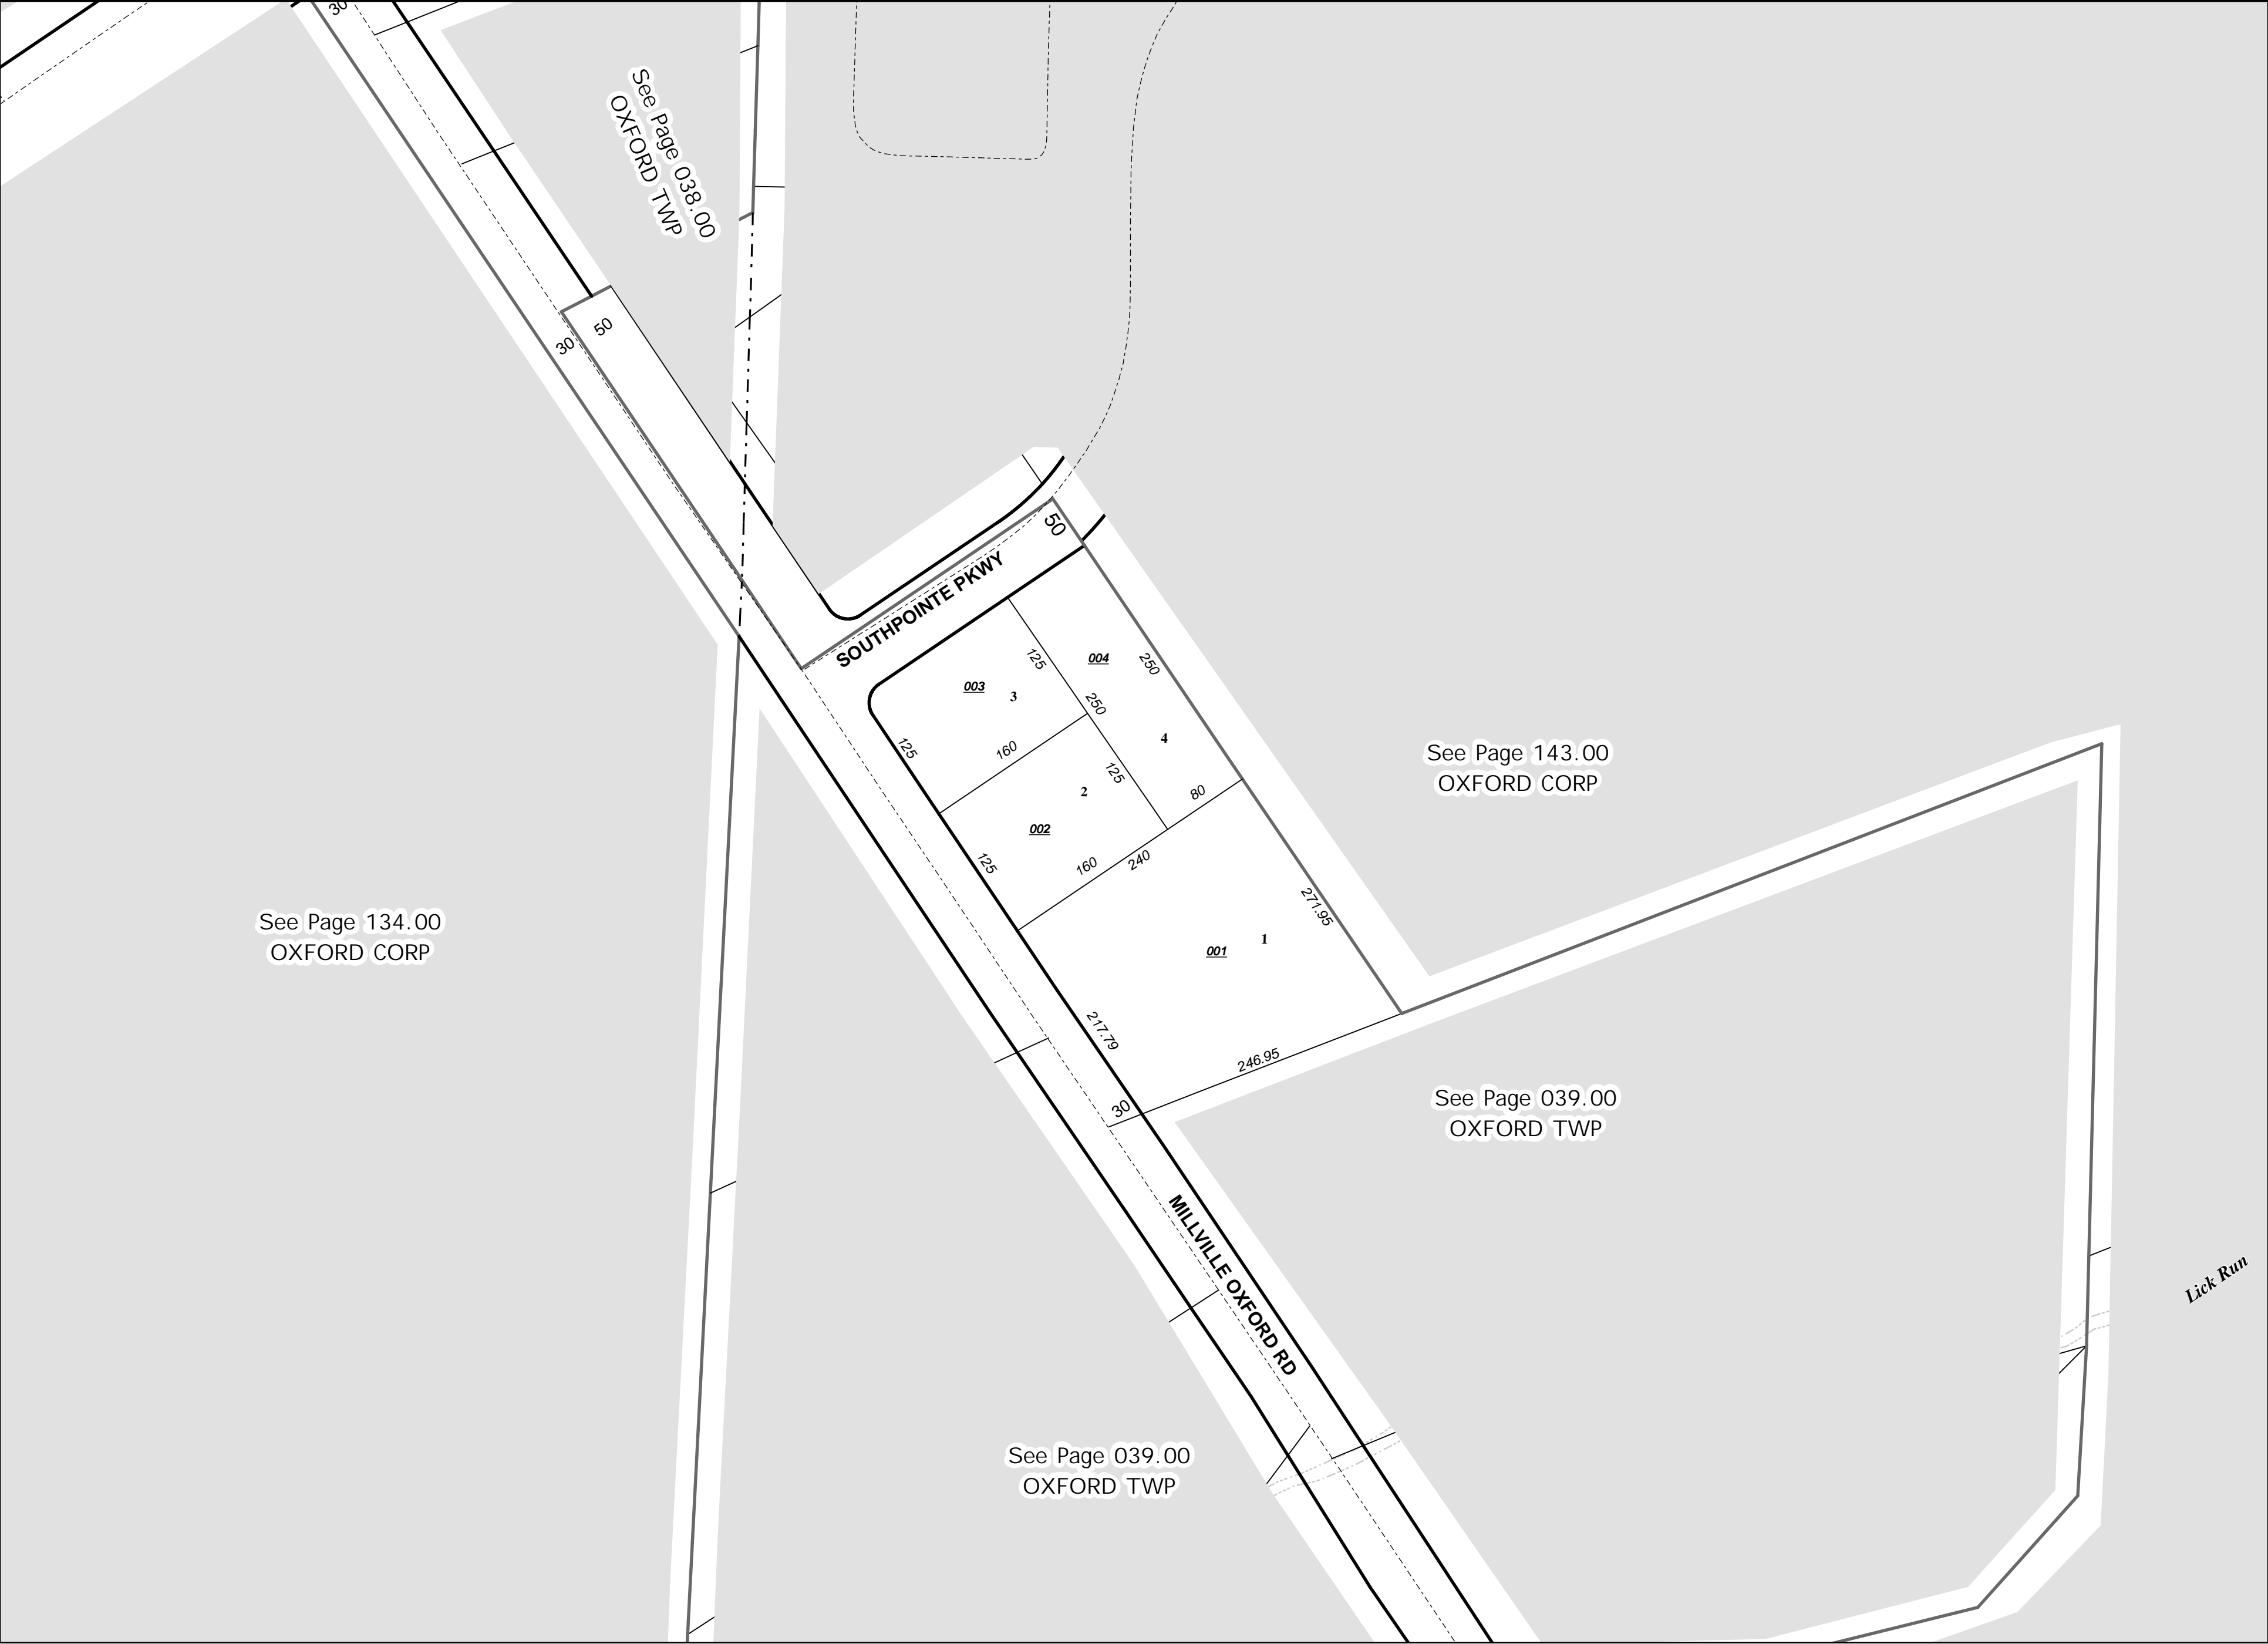 30
See Page 038.00
OXFORD TWP
50
30
50
SOUTHPOINTE PKWY
125
004
250
003
3
250
4
125
160
125
2
80
002
125
160
240
271.95
001
1
217.79
246.95
30
See Page 143.00
OXFORD CORP
See Page 134.00
OXFORD CORP
See Page 039.00
OXFORD TWP
MILLVILLE OXFORD RD
Lick Run
See Page 039.00
OXFORD TWP